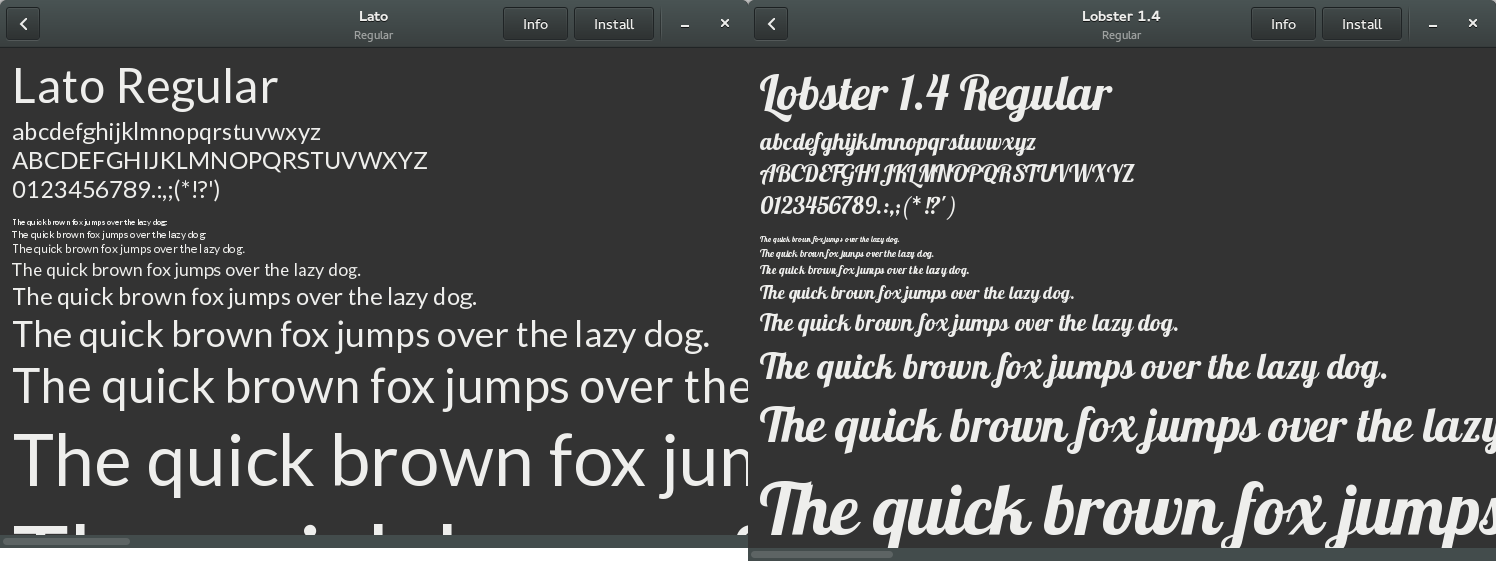 Lato
Regular
Info
Install
Lato Regular
abcdefghijklmnopqrstuvwxyz
ABCDEFGHIJKLMNOPQRSTUVWXYZ
0123456789.:,;(*!?')
The quick brown fox jumps over the lazy dog.
The quick brown fox jumps over the lazy dog.
The quick brown fox jumps over the lazy dog.
The quick brown fox jumps over the lazy dog.
The quick brown fox jumps over the lazy dog.
The quick brown fox jumps over the lazy dog.
The quick brown fox jumps over the
The quick brown fox jum
Lobster 1.4
Regular
Info
Install
Lobster 1.4 Regular
abcdefghijklmnopqrstuvwxyz
ABCDEFGHIJKLMNOPQRSTUVWXYZ
0123456789.:,;(*!?')
The quick brown fox jumps over the lazy dog.
The quick brown fox jumps over the lazy dog.
The quick brown fox jumps over the lazy dog.
The quick brown fox jumps over the lazy dog.
The quick brown fox jumps over the lazy dog.
The quick brown fox jumps over the lazy dog.
The quick brown fox jumps over the lazy
The quick brown fox jumps